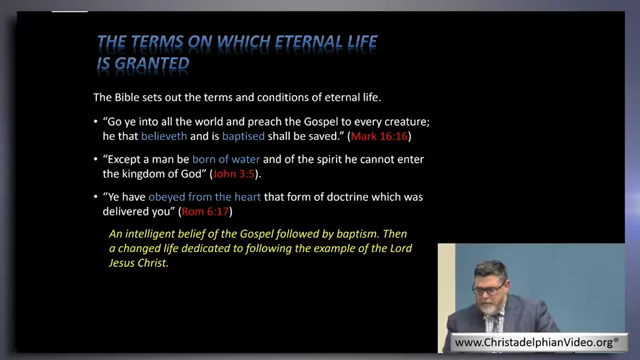 THE TERMS ON WHICH ETERNAL LIFE
IS GRANTED
The Bible sets out the terms and conditions of eternal life.
• “Go ye into all the world and preach the Gospel to every creature;
he that believeth and is baptised shall be saved.” (Mark 16:16)
• “Except a man be born of water and of the spirit he cannot enter
the kingdom of God” (John 3:5).
• “Ye have obeyed from the heart that form of doctrine which was
delivered you” (Rom 6:17)
An intelligent belief of the Gospel followed by baptism. Then
a changed life dedicated to following the example of the Lord
Jesus Christ.
www.ChristadelphianVideo.org®